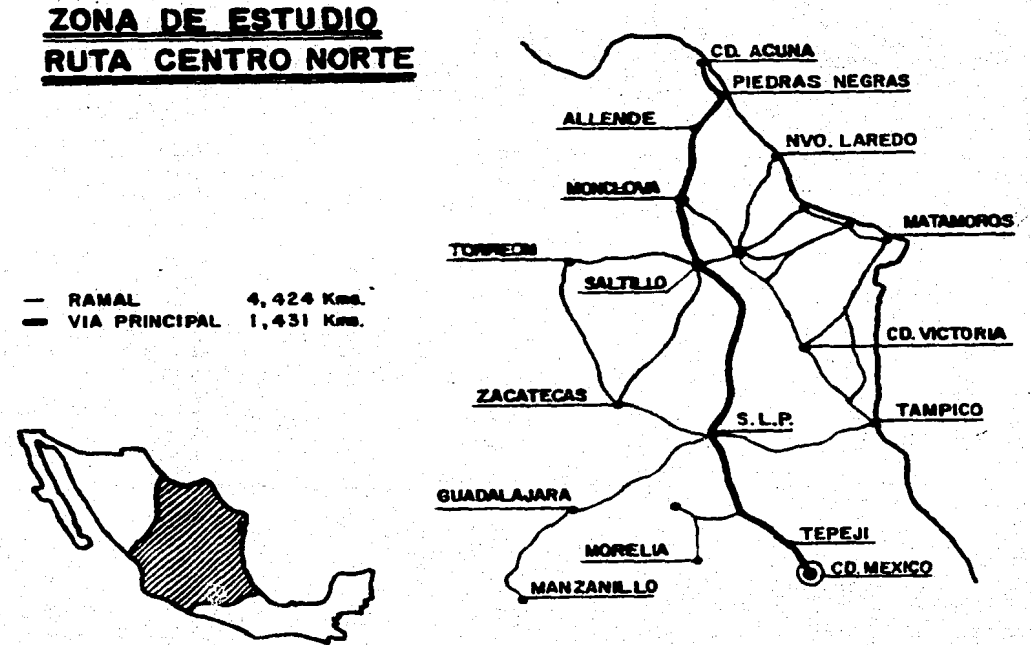 ZONA DE ESTUDIO
RUTA CENTRO NORTE
CD. ACUNA
PIEDRAS NEGRAS
ALLENDE
NVO. LAREDO
MONCLOVA
MATAMOROS
TORREON
SALTILLO
— RAMAL 4,424 Kms.
— VIA PRINCIPAL 1,431 Kms.
CD. VICTORIA
ZACATECAS
TAMPICO
S.L.P.
GUADALAJARA
TEPEJI
MORELIA
CD. MEXICO
MANZANILLO